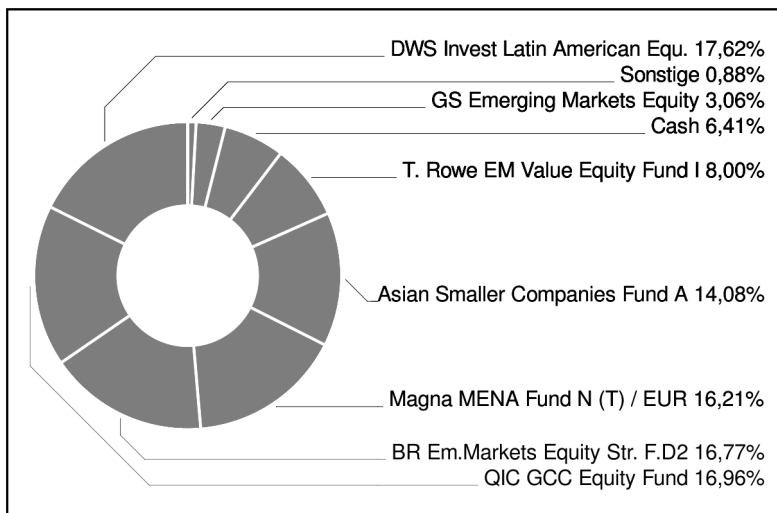 DWS Invest Latin American Equ. 17,62%
Sonstige 0,88%
GS Emerging Markets Equity 3,06%
Cash 6,41%
T. Rowe EM Value Equity Fund I 8,00%
Asian Smaller Companies Fund A 14,08%
Magna MENA Fund N (T) / EUR 16,21%
BR Em.Markets Equity Str. F.D2 16,77%
QIC GCC Equity Fund 16,96%